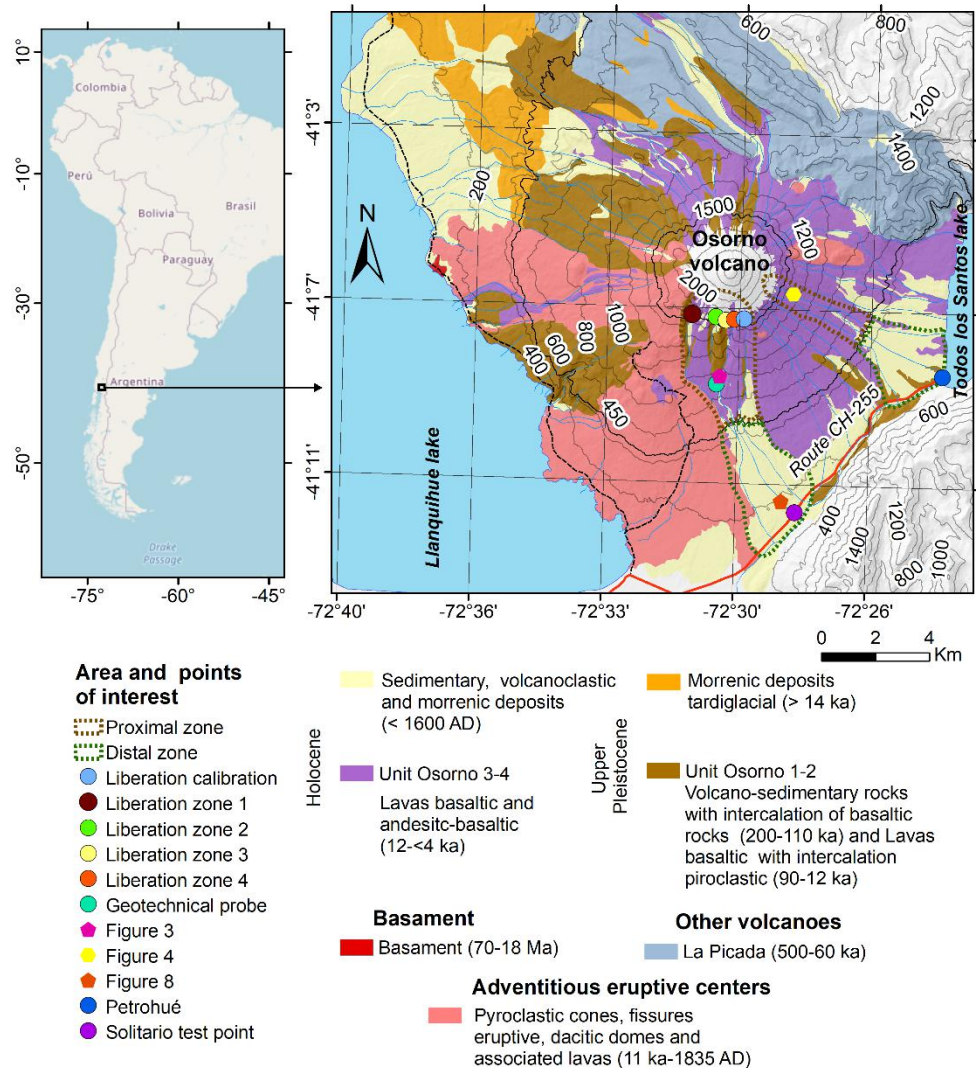 10°
-10°
-30°
-50°
-75°
-60°
-45°
Colombia
Perú
Brasil
Bolivia
Paraguay
Argentina
Drake
Passage
-41°3'
-41°7'
-41°11'
-72°40'
-72°36'
-72°33'
-72°30'
-72°26'
N
600
800
1200
1400
200
1500
1200
Osorno
volcano
2000
1000
800
600
400
450
Todos los Santos lake
Llanquihue lake
Route CH-255
600
400
1200
1400
800
1000
0 2 4
Km
Area and points
of interest
Proximal zone
Distal zone
Liberation calibration
Liberation zone 1
Liberation zone 2
Liberation zone 3
Liberation zone 4
Geotechnical probe
Figure 3
Figure 4
Figure 8
Petrohué
Solitario test point
Holocene
Sedimentary, volcanoclastic
and morrenic deposits
(< 1600 AD)
Unit Osorno 3-4
Lavas basaltic and
andesitc-basaltic
(12-<4 ka)
Upper
Pleistocene
Morrenic deposits
tardiglacial (> 14 ka)
Unit Osorno 1-2
Volcano-sedimentary rocks
with intercalation of basaltic
rocks (200-110 ka) and Lavas
basaltic with intercalation
piroclastic (90-12 ka)
Basament
Basament (70-18 Ma)
Other volcanoes
La Picada (500-60 ka)
Adventitious eruptive centers
Pyroclastic cones, fissures
eruptive, dacitic domes and
associated lavas (11 ka-1835 AD)